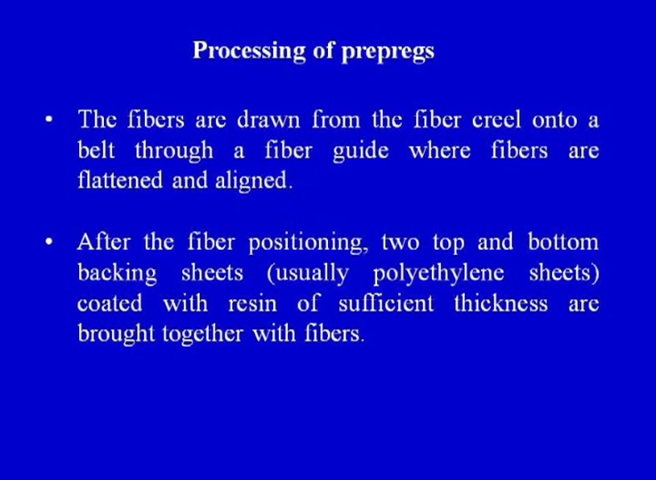 Processing of prepregs
• The fibers are drawn from the fiber creel onto a
belt through a fiber guide where fibers are
flattened and aligned.
• After the fiber positioning, two top and bottom
backing sheets (usually polyethylene sheets)
coated with resin of sufficient thickness are
brought together with fibers.